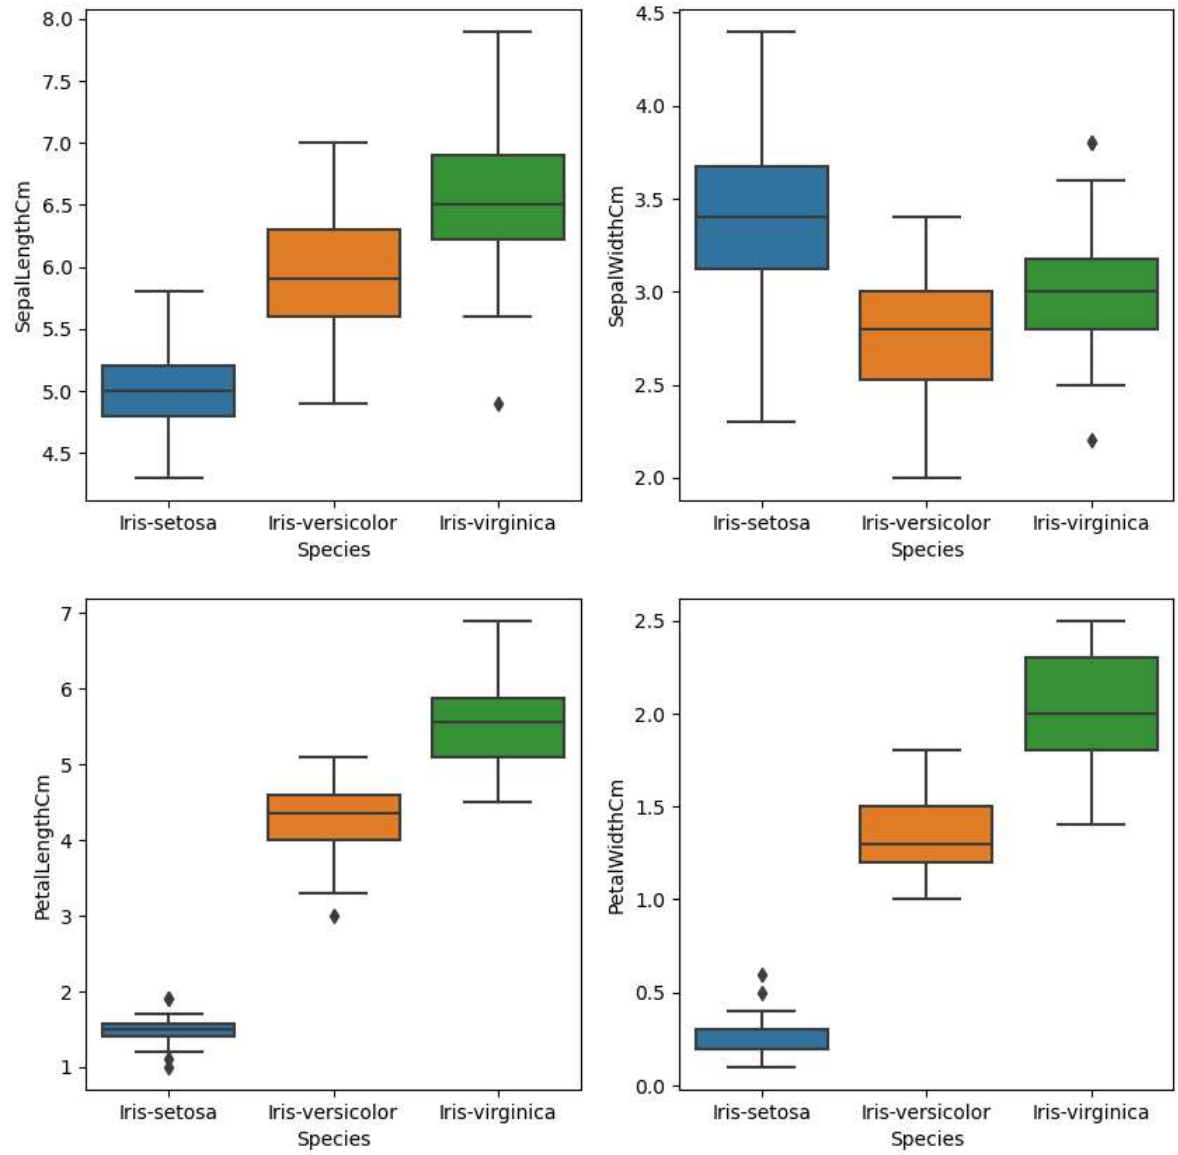 SepalLengthCm
8.0
7.5
7.0
6.5
6.0
5.5
5.0
4.5
Iris-setosa Iris-versicolor Iris-virginica
Species
SepalWidthCm
4.5
4.0
3.5
3.0
2.5
2.0
Iris-setosa Iris-versicolor Iris-virginica
Species
PetalLengthCm
7
6
5
4
3
2
1
Iris-setosa Iris-versicolor Iris-virginica
Species
PetalWidthCm
2.5
2.0
1.5
1.0
0.5
0.0
Iris-setosa Iris-versicolor Iris-virginica
Species